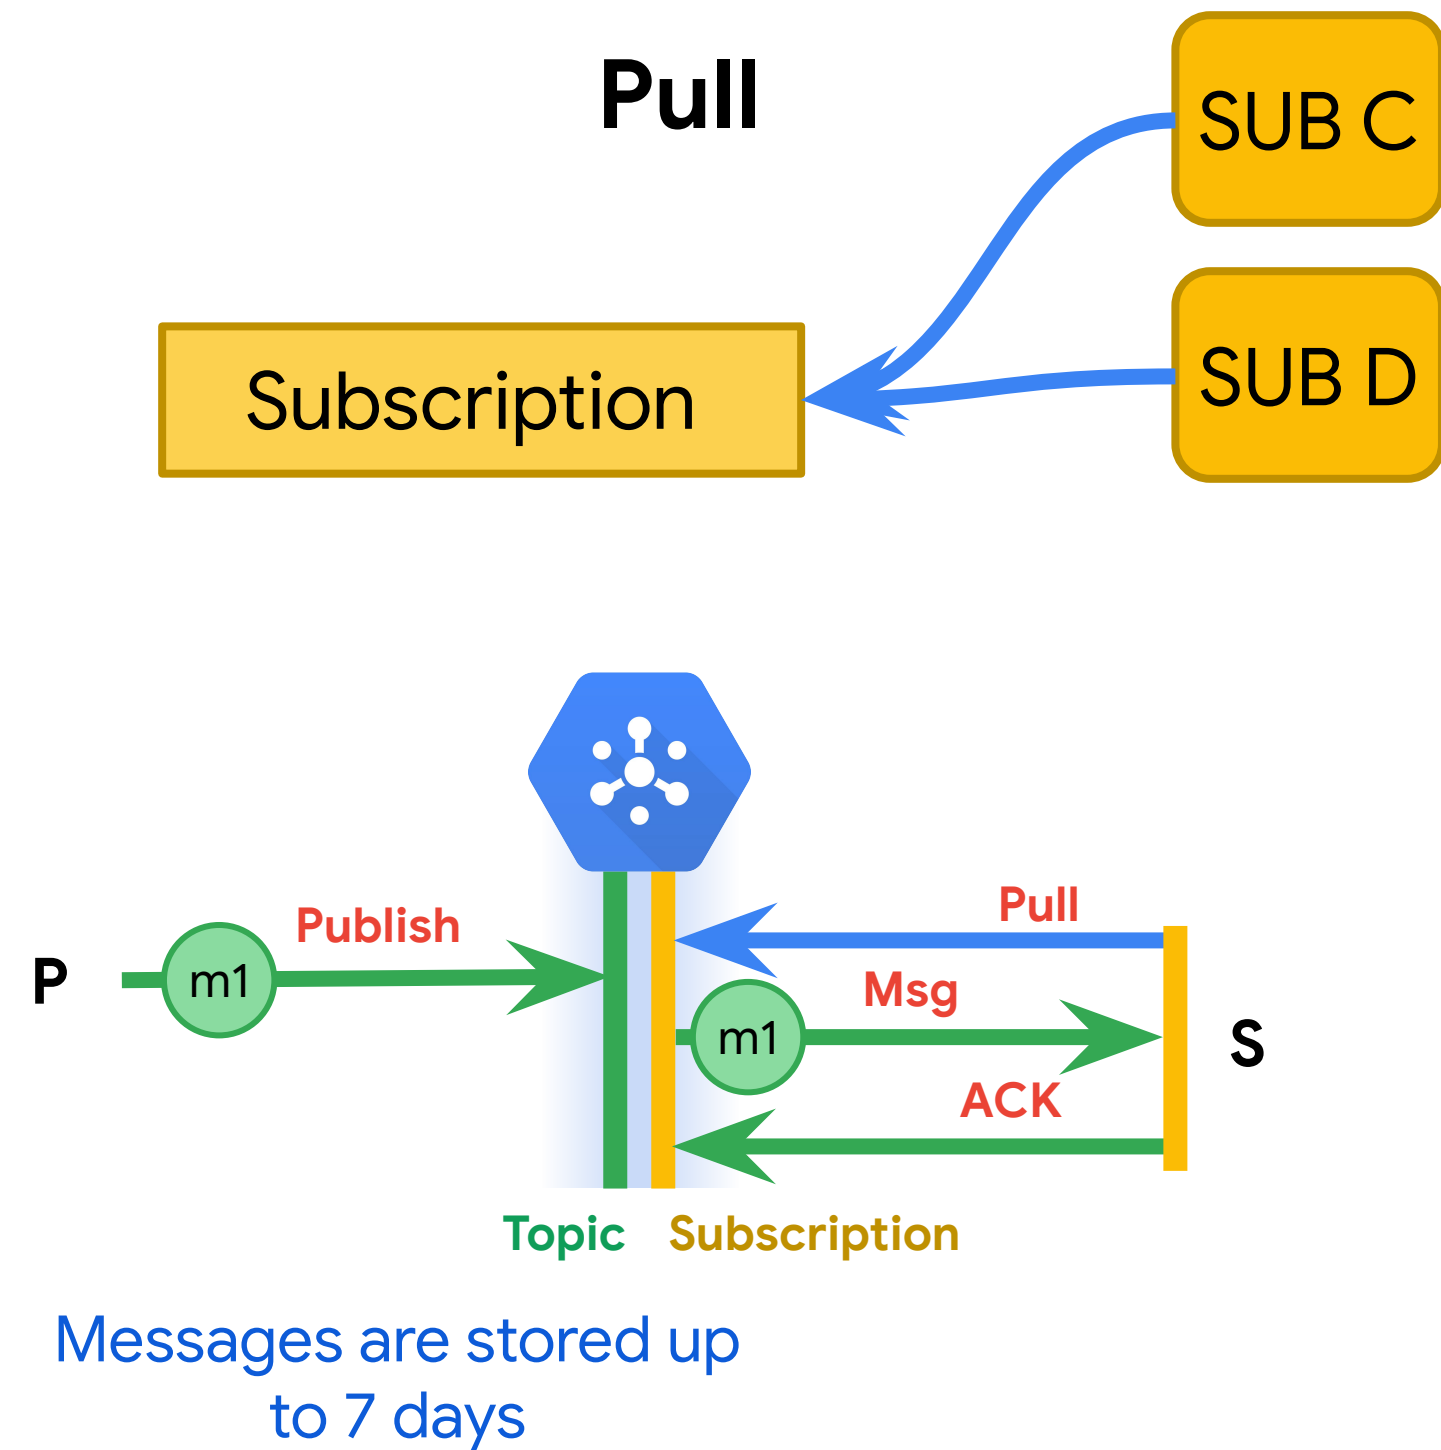 Pull
SUB C
SUB D
Subscription
Publish
Pull
P
m1
Msg
m1
S
ACK
Topic
Subscription
Messages are stored up
to 7 days